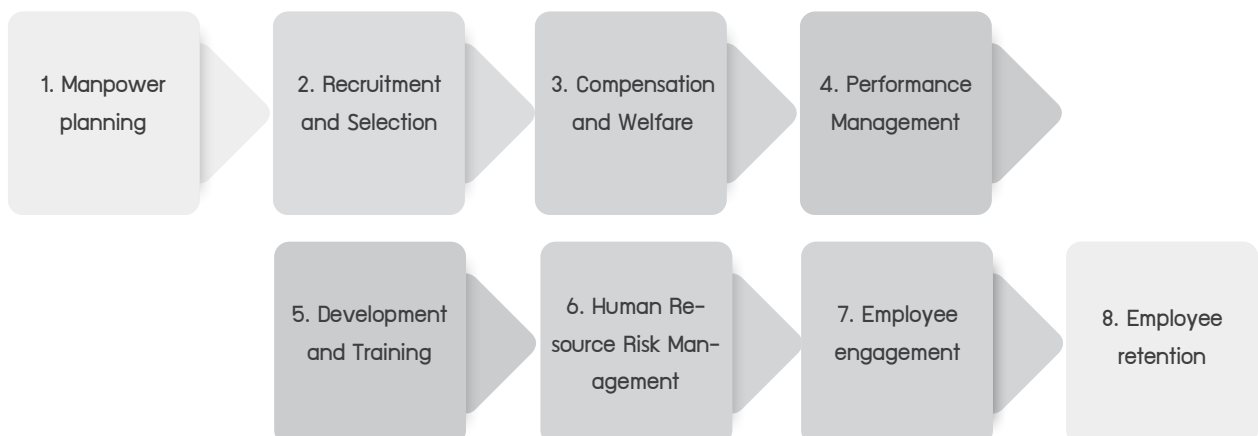 1. Manpower
planning
2. Recruitment
and Selection
3. Compensation
and Welfare
4. Performance
Management
5. Development
and Training
6. Human Re-
source Risk Man-
agement
7. Employee
engagement
8. Employee
retention